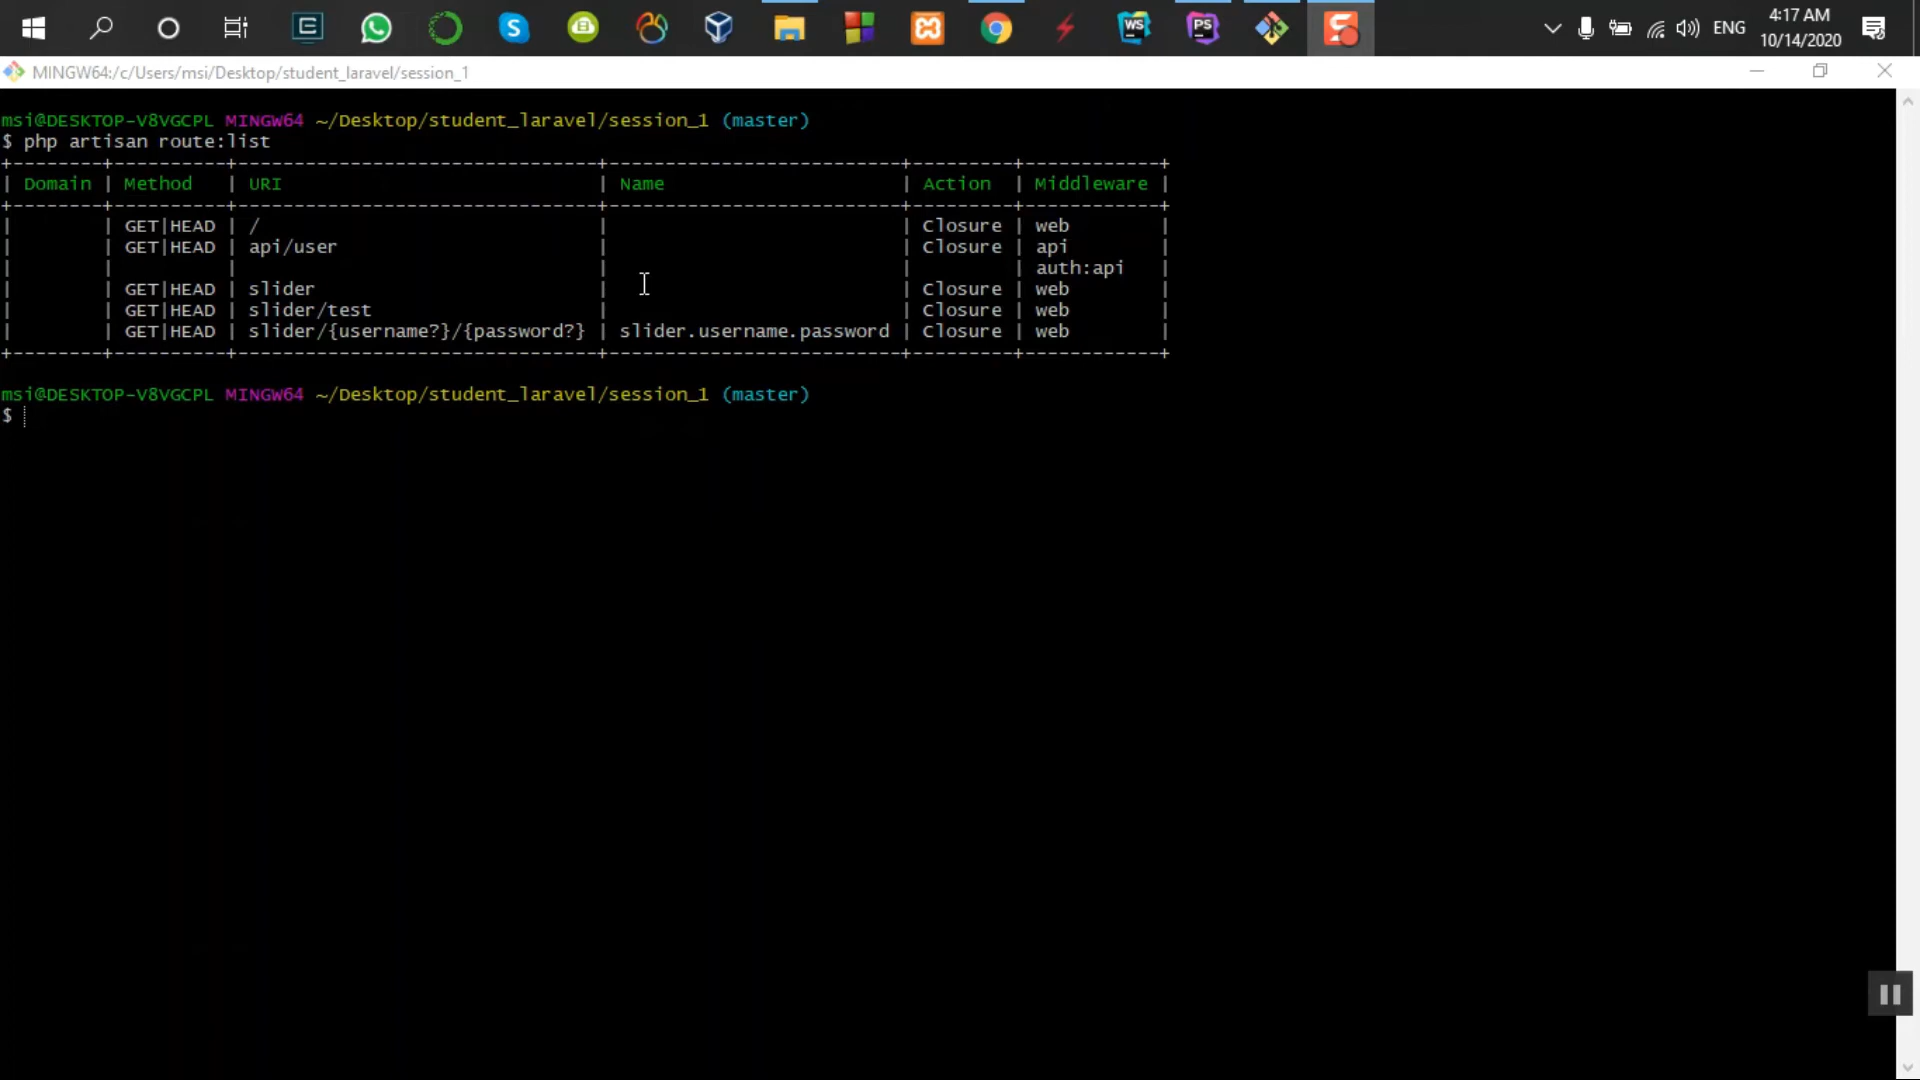 4:17 AM
ENG
10/14/2020
WS
PS
MINGW64:/c/Users/msi/Desktop/student_laravel/session_1
msi@DESKTOP-V8VGCPL MINGW64 ~/Desktop/student_laravel/session_1 (master)
$ php artisan route:list
+--------+----------+---------------------------------+--------------------------+---------+------------+
| Domain | Method   | URI                             | Name                     | Action  | Middleware |
+--------+----------+---------------------------------+--------------------------+---------+------------+
|        | GET|HEAD | /                               |                          | Closure | web        |
|        | GET|HEAD | api/user                        |                          | Closure | api        |
|        |          |                                 |                          |         | auth:api   |
|        | GET|HEAD | slider                          |                          | Closure | web        |
|        | GET|HEAD | slider/test                     |                          | Closure | web        |
|        | GET|HEAD | slider/{username?}/{password?} | slider.username.password | Closure | web        |
+--------+----------+---------------------------------+--------------------------+---------+------------+
msi@DESKTOP-V8VGCPL MINGW64 ~/Desktop/student_laravel/session_1 (master)
$